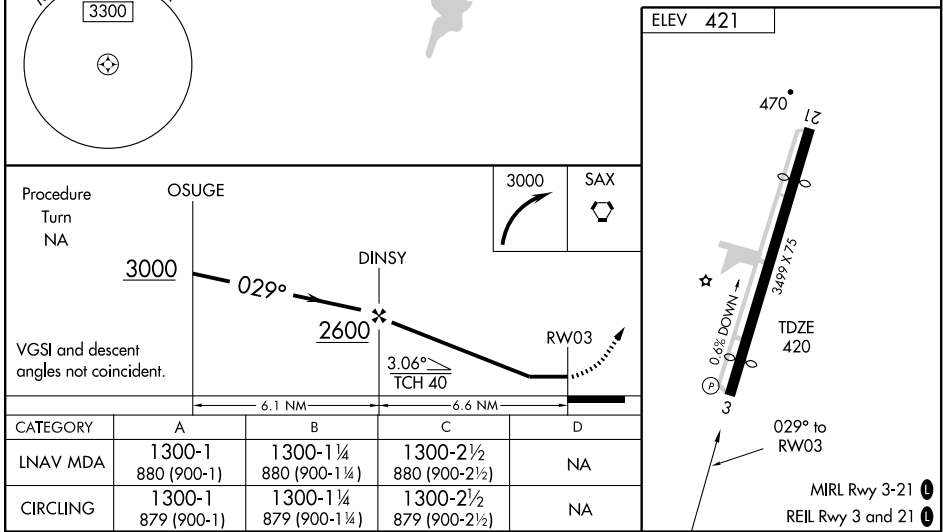 3300
ELEV 421
470
21
3499 X 75
0.6% DOWN
TDZE
420
P
3
029° to
RW03
MIRL Rwy 3-21 L
REIL Rwy 3 and 21 L
Procedure
Turn
NA
OSUGE
3000
SAX
3000
029°
DINSY
2600
RW03
VGSI and descent
angles not coincident.
3.06°
TCH 40
6.1 NM
6.6 NM
CATEGORY A B C D
LNAV MDA 1300-1 1300-1¼ 1300-2½ NA
880 (900-1) 880 (900-1¼) 880 (900-2½)
CIRCLING 1300-1 1300-1¼ 1300-2½ NA
879 (900-1) 879 (900-1¼) 879 (900-2½)